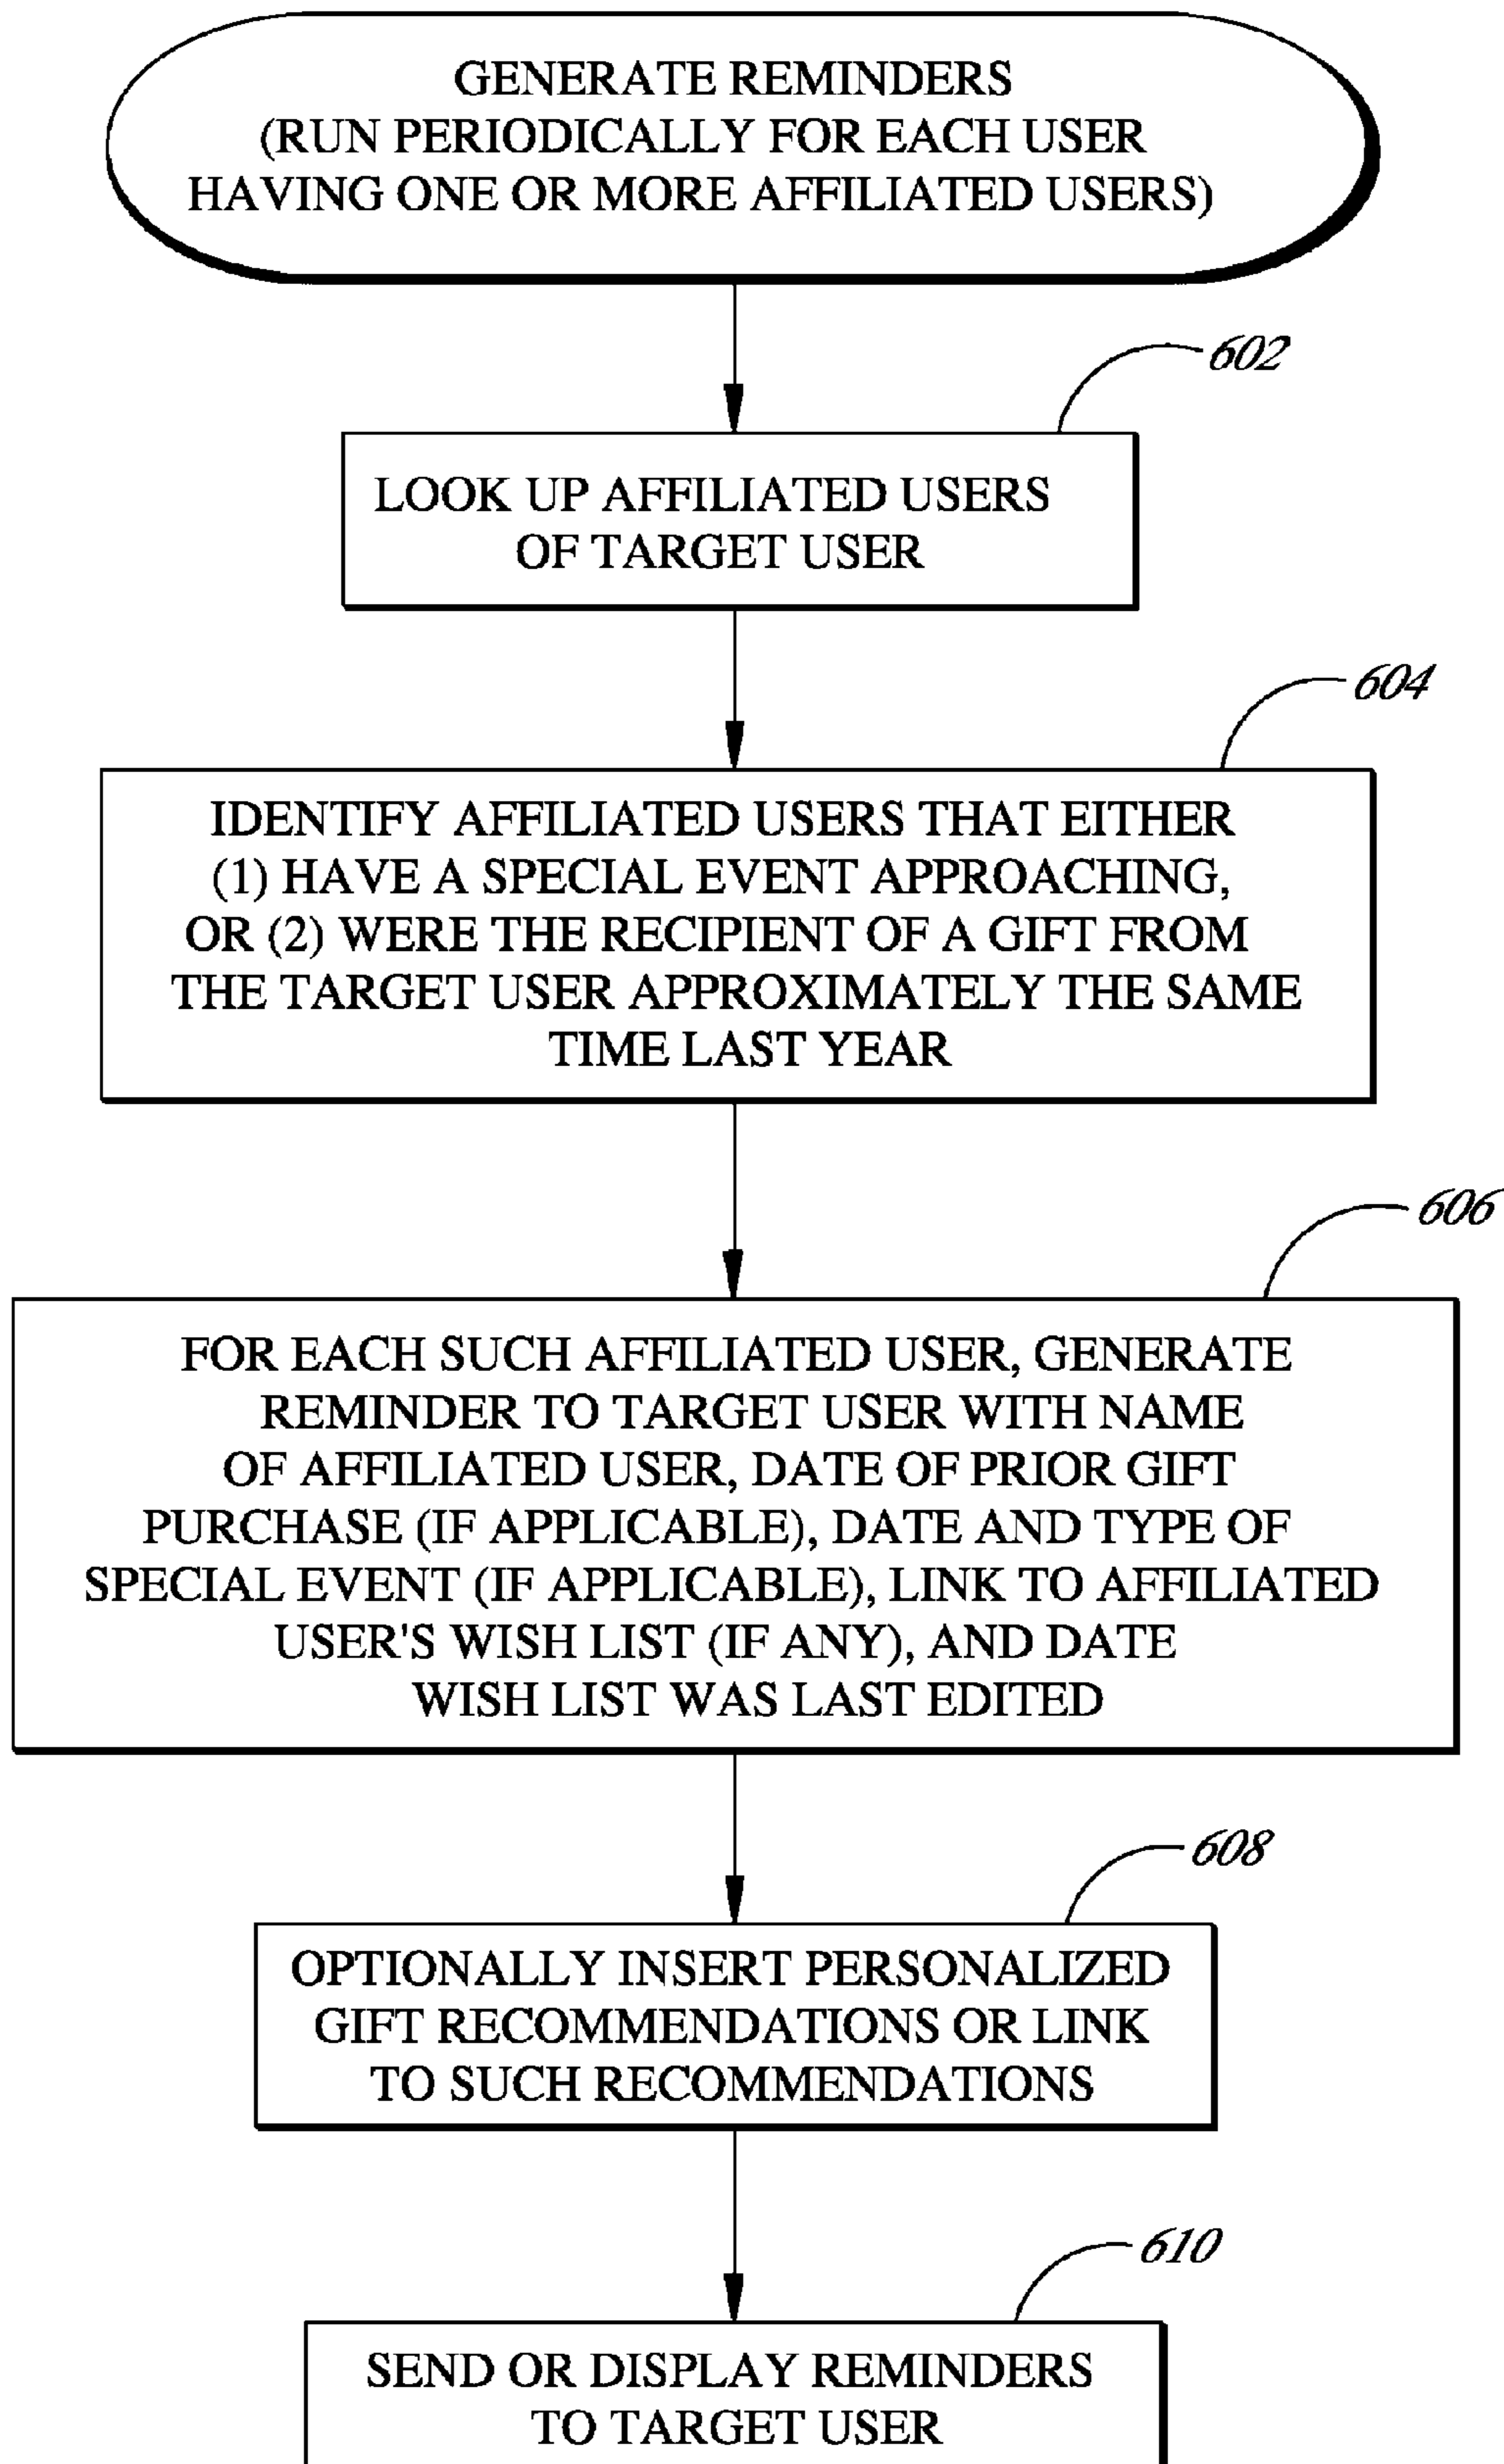 GENERATE REMINDERS
(RUN PERIODICALLY FOR EACH USER
HAVING ONE OR MORE AFFILIATED USERS)
602
LOOK UP AFFILIATED USERS
OF TARGET USER
604
IDENTIFY AFFILIATED USERS THAT EITHER
(1) HAVE A SPECIAL EVENT APPROACHING,
OR (2) WERE THE RECIPIENT OF A GIFT FROM
THE TARGET USER APPROXIMATELY THE SAME
TIME LAST YEAR
606
FOR EACH SUCH AFFILIATED USER, GENERATE
REMINDER TO TARGET USER WITH NAME
OF AFFILIATED USER, DATE OF PRIOR GIFT
PURCHASE (IF APPLICABLE), DATE AND TYPE OF
SPECIAL EVENT (IF APPLICABLE), LINK TO AFFILIATED
USER'S WISH LIST (IF ANY), AND DATE
WISH LIST WAS LAST EDITED
608
OPTIONALLY INSERT PERSONALIZED
GIFT RECOMMENDATIONS OR LINK
TO SUCH RECOMMENDATIONS
610
SEND OR DISPLAY REMINDERS
TO TARGET USER